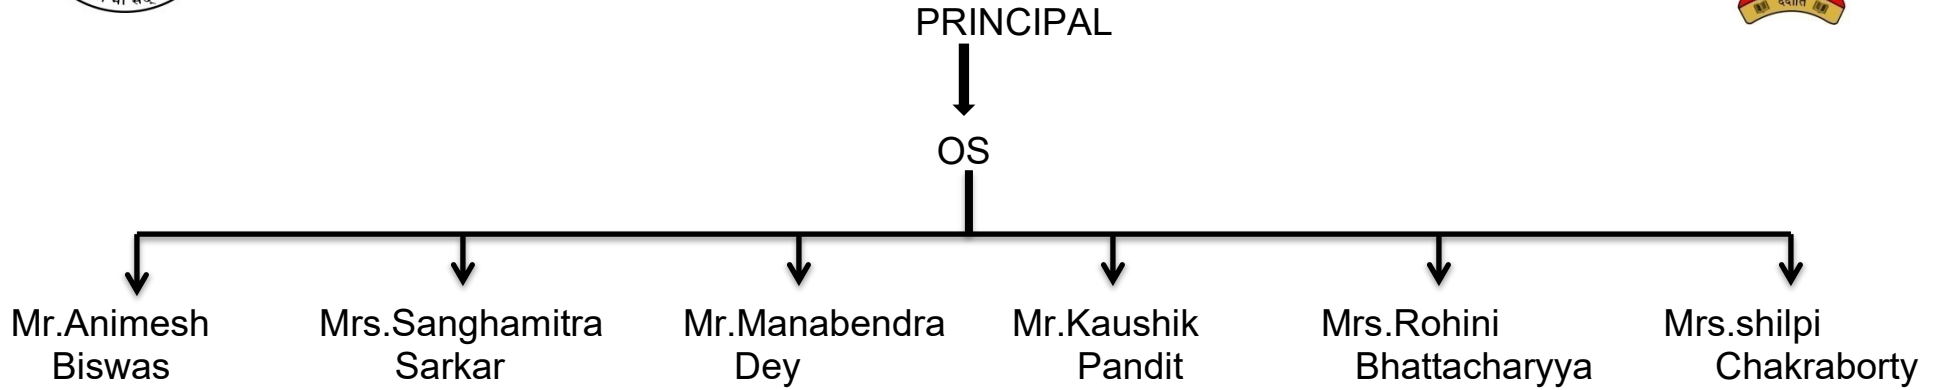 ददाति
PRINCIPAL
OS
Mr.Animesh Biswas
Mrs.Sanghamitra Sarkar
Mr.Manabendra Dey
Mr.Kaushik Pandit
Mrs.Rohini Bhattacharyya
Mrs.shilpi Chakraborty